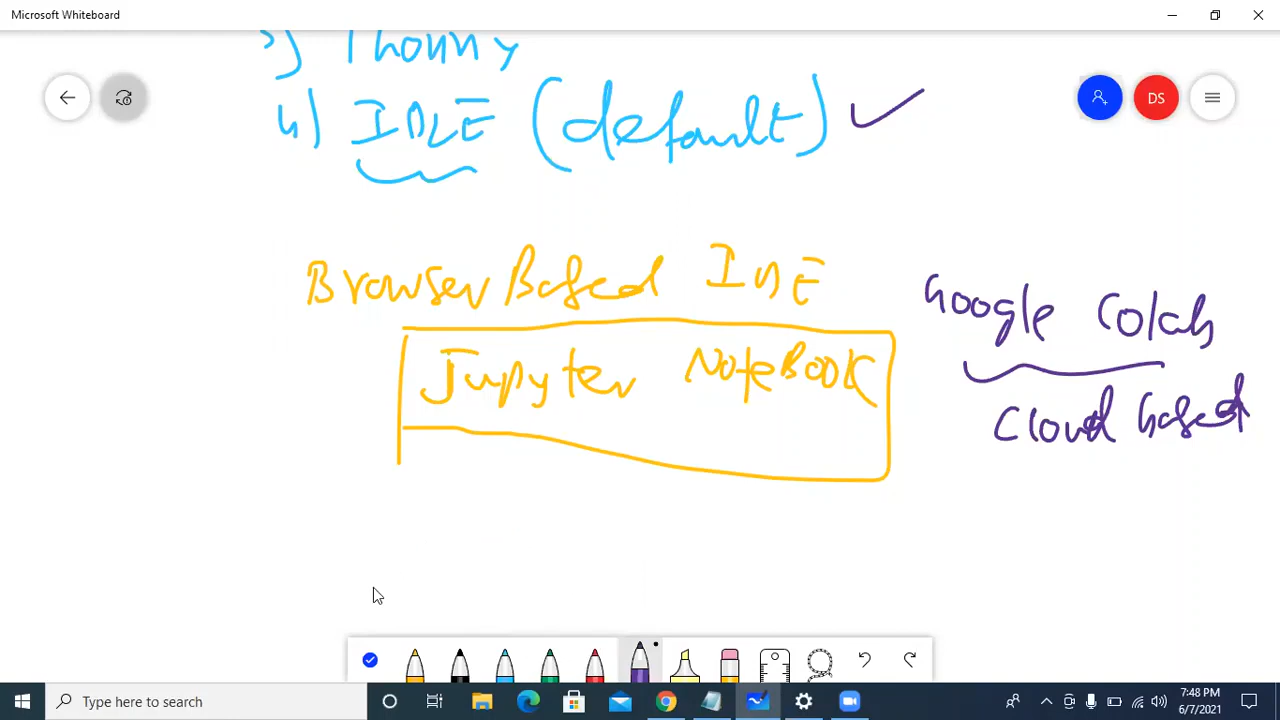 Microsoft Whiteboard
3) Thonny
DS
4) IDLE (default)
Browser Based IDE
Google Colab
Jupyter NoteBook
Cloud based
Type here to search
7:48 PM
6/7/2021